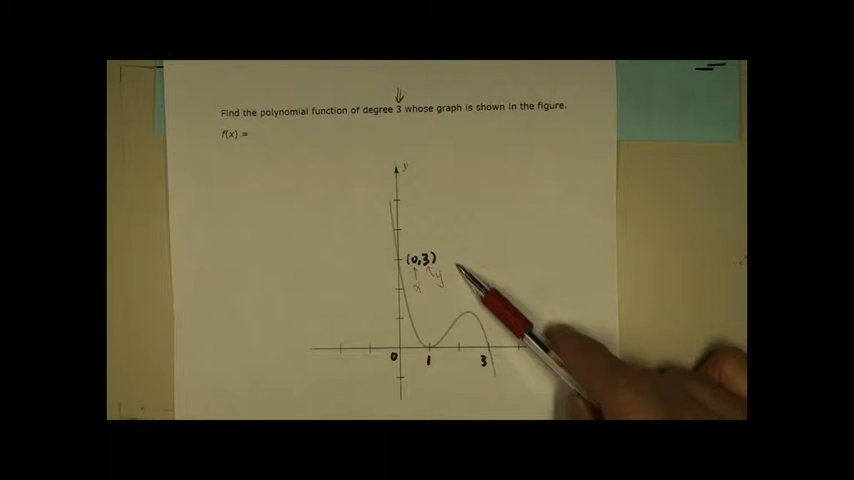 Find the polynomial function of degree 3 whose graph is shown in the figure.
f(x) =
y
(0,3)
x y
0 1 3